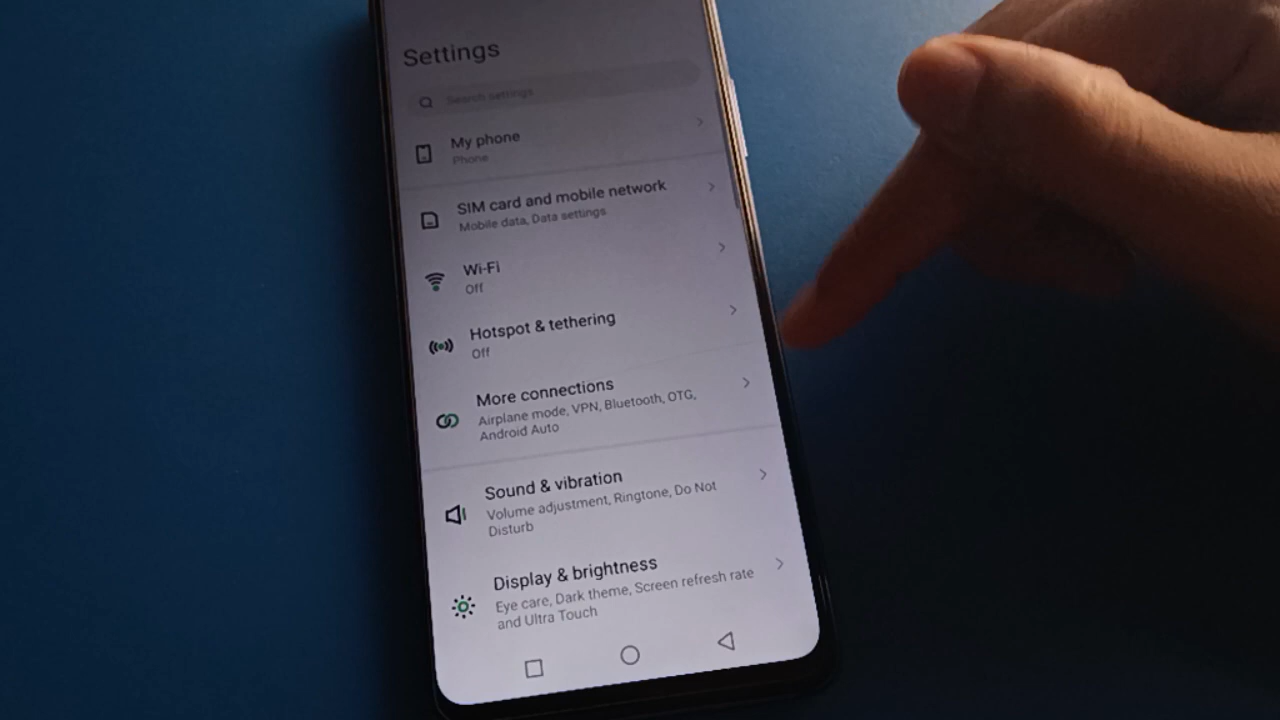 Settings
Search settings
My phone
Phone
SIM card and mobile network
Mobile data, Data settings
Wi-Fi
Off
Hotspot & tethering
Off
More connections
Airplane mode, VPN, Bluetooth, OTG,
Android Auto
Sound & vibration
Volume adjustment, Ringtone, Do Not
Disturb
Display & brightness
Eye care, Dark theme, Screen refresh rate
and Ultra Touch